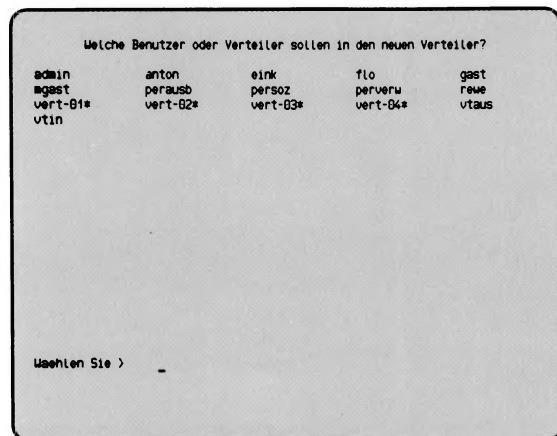 Welche Benutzer oder Verteiler sollen in den neuen Verteiler?
admin anton eink flo gast
mgast perausb persoz perverw rewe
vert-01* vert-02* vert-03* vert-04* vtaus
vtin
Waehlen Sie > _